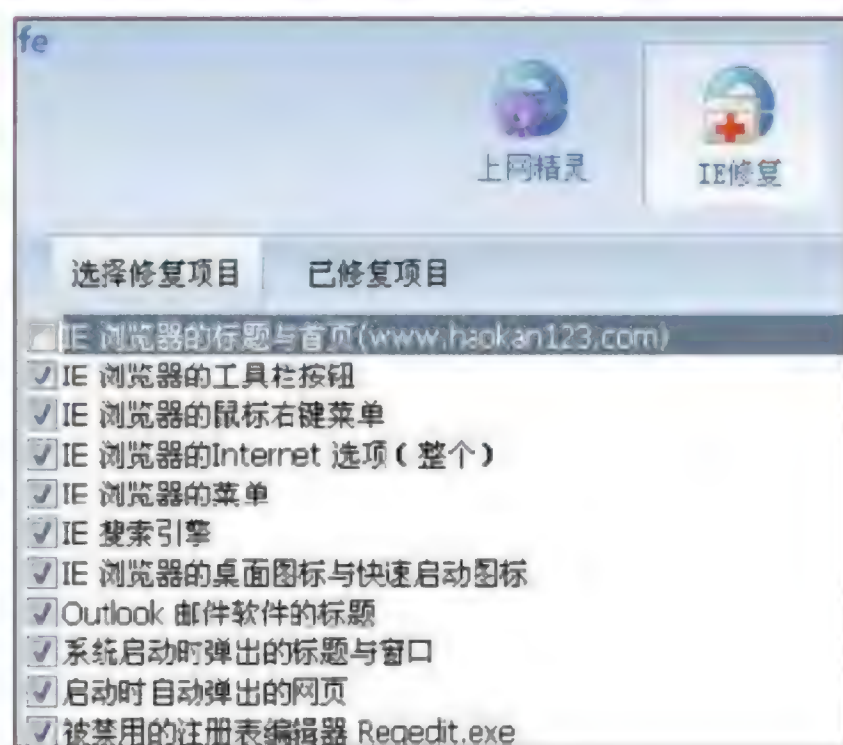 fe
上网精灵
IE修复
选择修复项目
已修复项目
IE 浏览器的标题与首页(www.haokan123.com)
IE 浏览器的工具栏按钮
IE 浏览器的鼠标右键菜单
IE 浏览器的Internet 选项(整个)
IE 浏览器的菜单
IE 搜索引擎
IE 浏览器的桌面图标与快速启动图标
Outlook 邮件软件的标题
系统启动时弹出的标题与窗口
启动时自动弹出的网页
被禁用的注册表编辑器 Regedit.exe